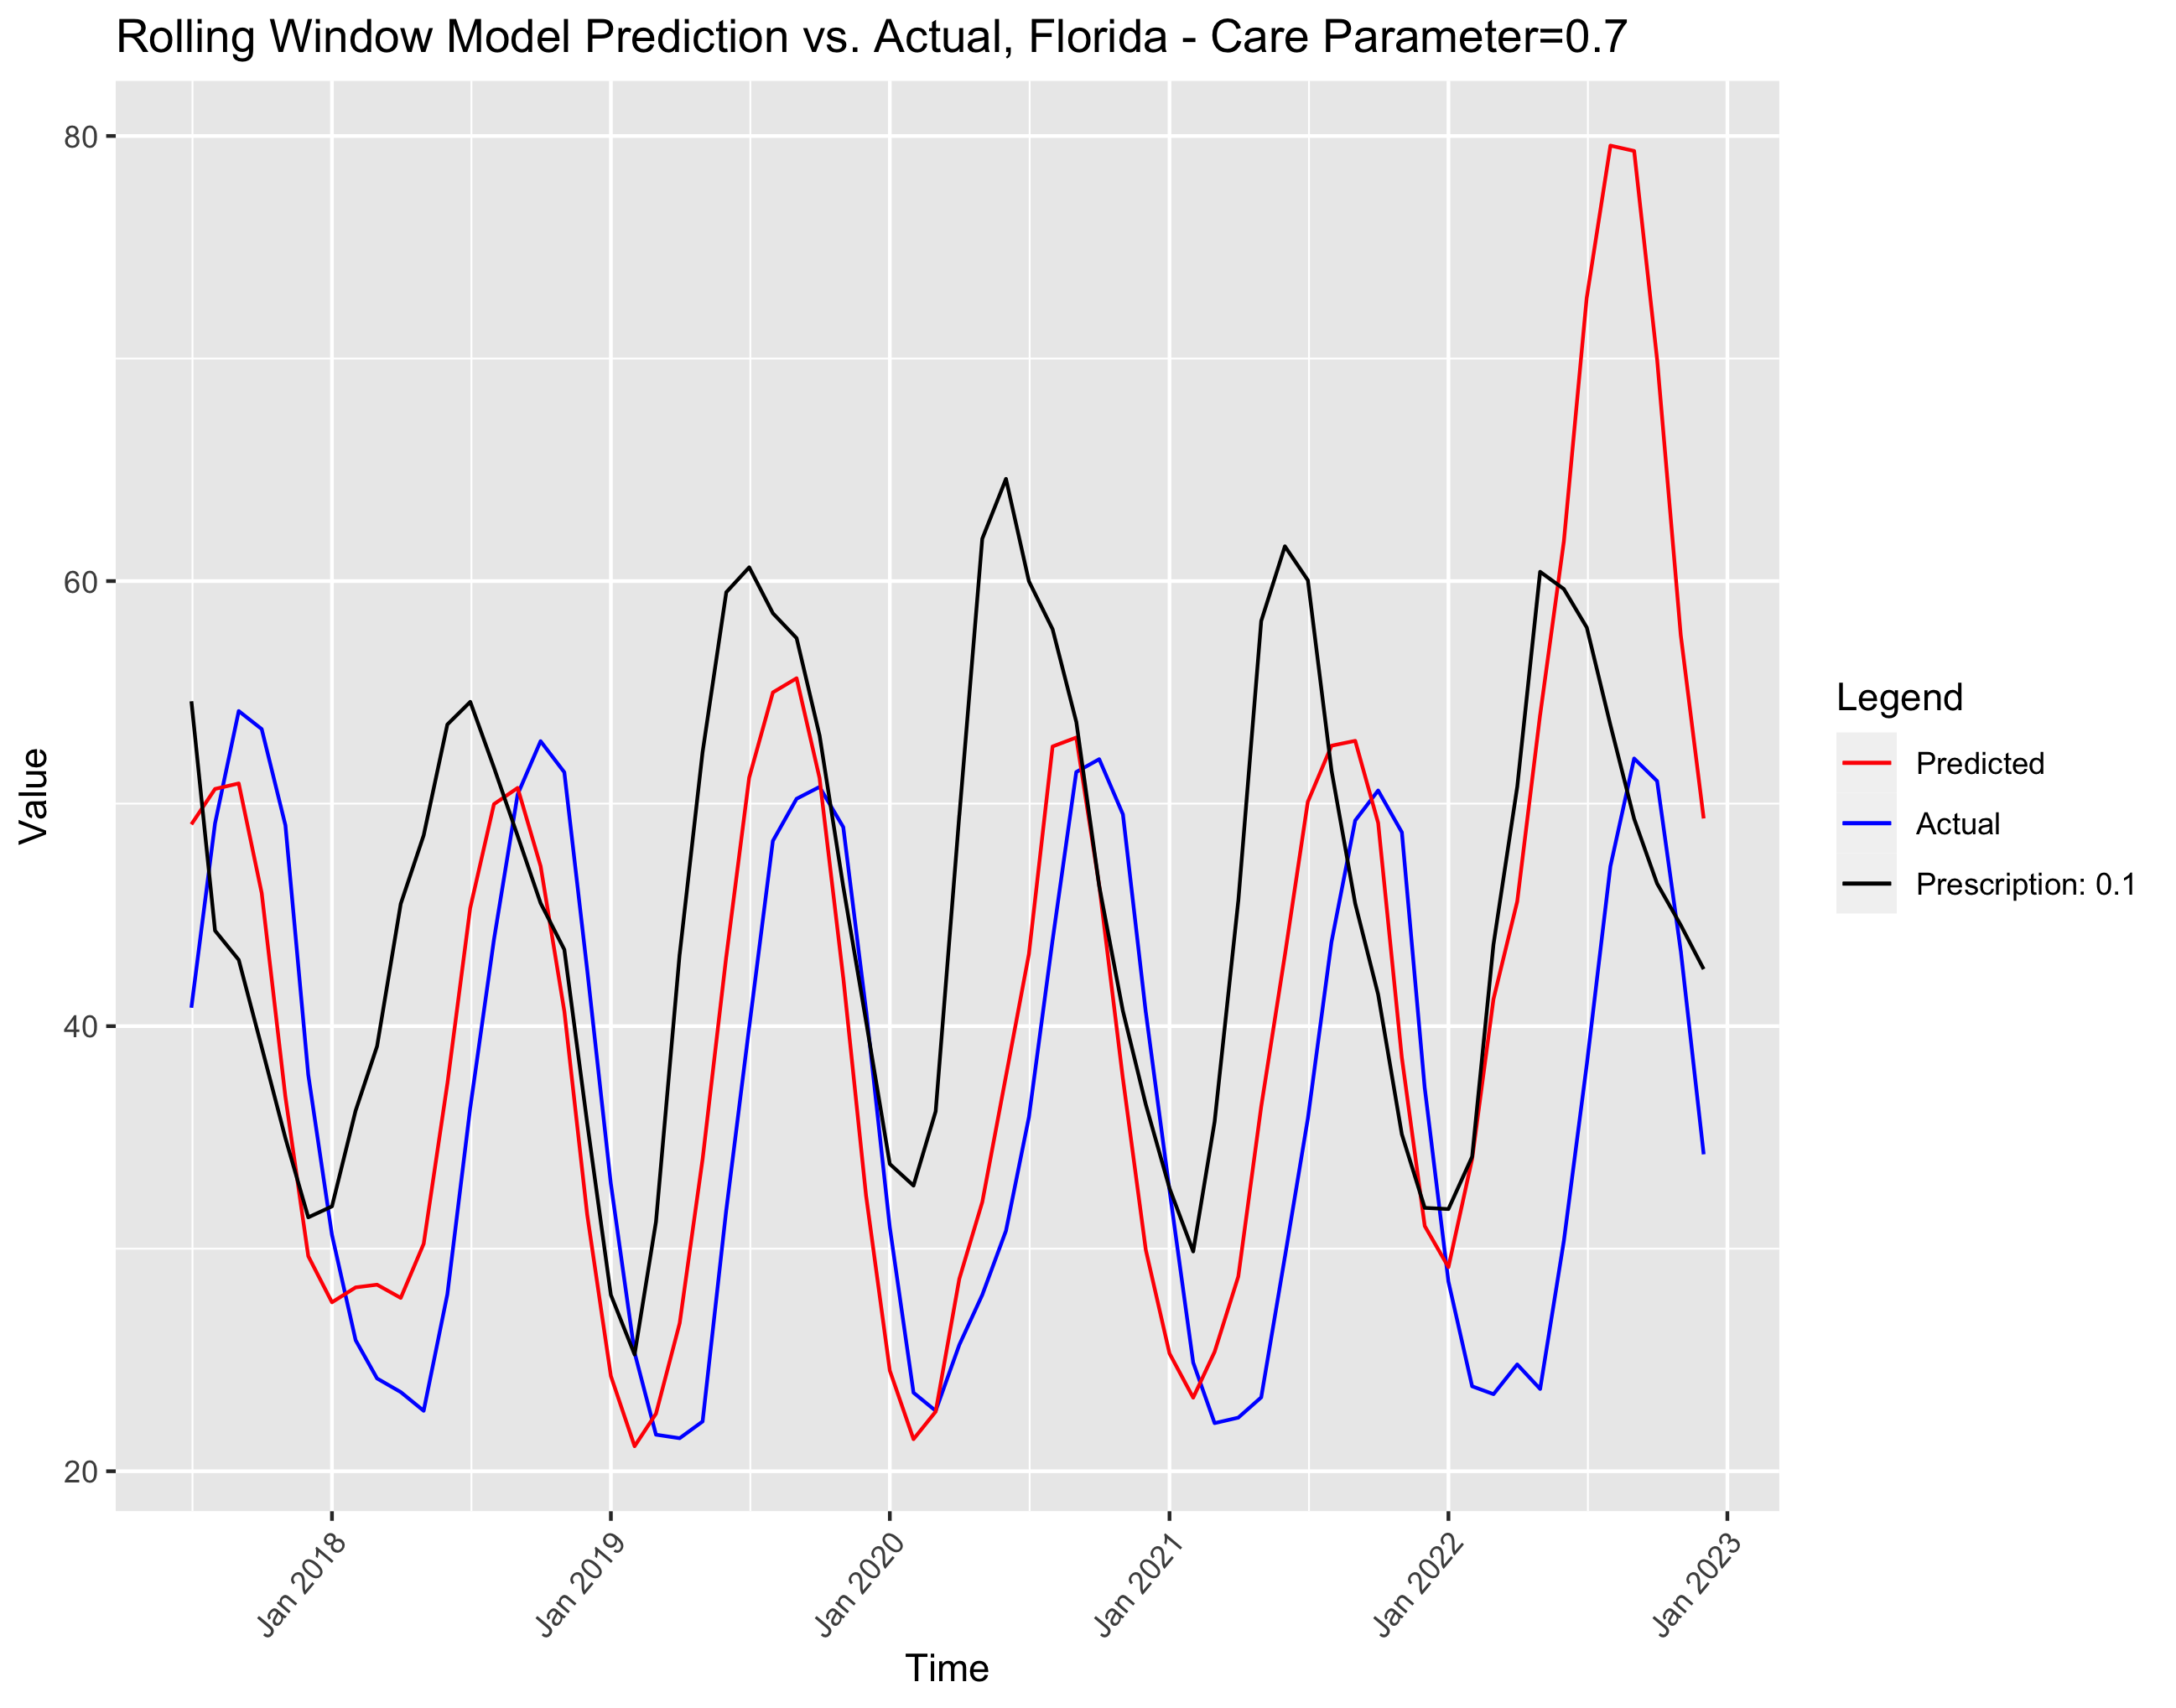 Rolling Window Model Prediction vs. Actual, Florida - Care Parameter=0.7
80
60
40
20
Value
Jan 2018
Jan 2019
Jan 2020
Jan 2021
Jan 2022
Jan 2023
Time
Legend
Predicted
Actual
Prescription: 0.1